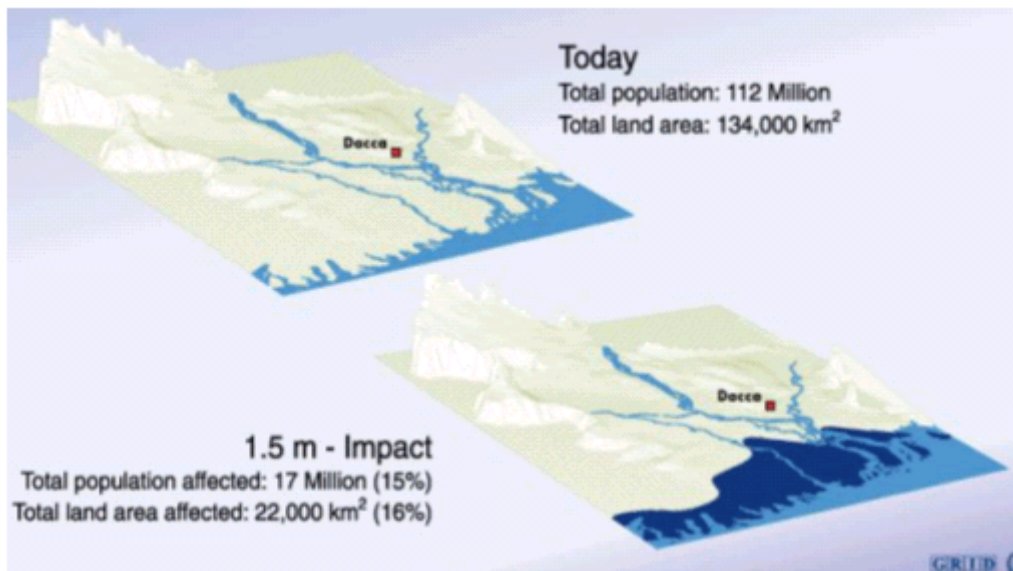 Today
Total population: 112 Million
Total land area: 134,000 km²
Dacca
Dacca
1.5 m - Impact
Total population affected: 17 Million (15%)
Total land area affected: 22,000 km² (16%)
GRID